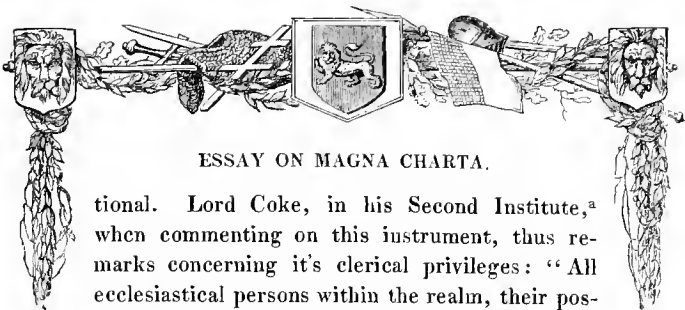 ESSAY ON MAGNA CHARTA.
tional. Lord Coke, in his Second Institute,ᵃ
when commenting on this instrument, thus re-
marks concerning it's clerical privileges: “All
ecclesiastical persons within the realm, their pos-